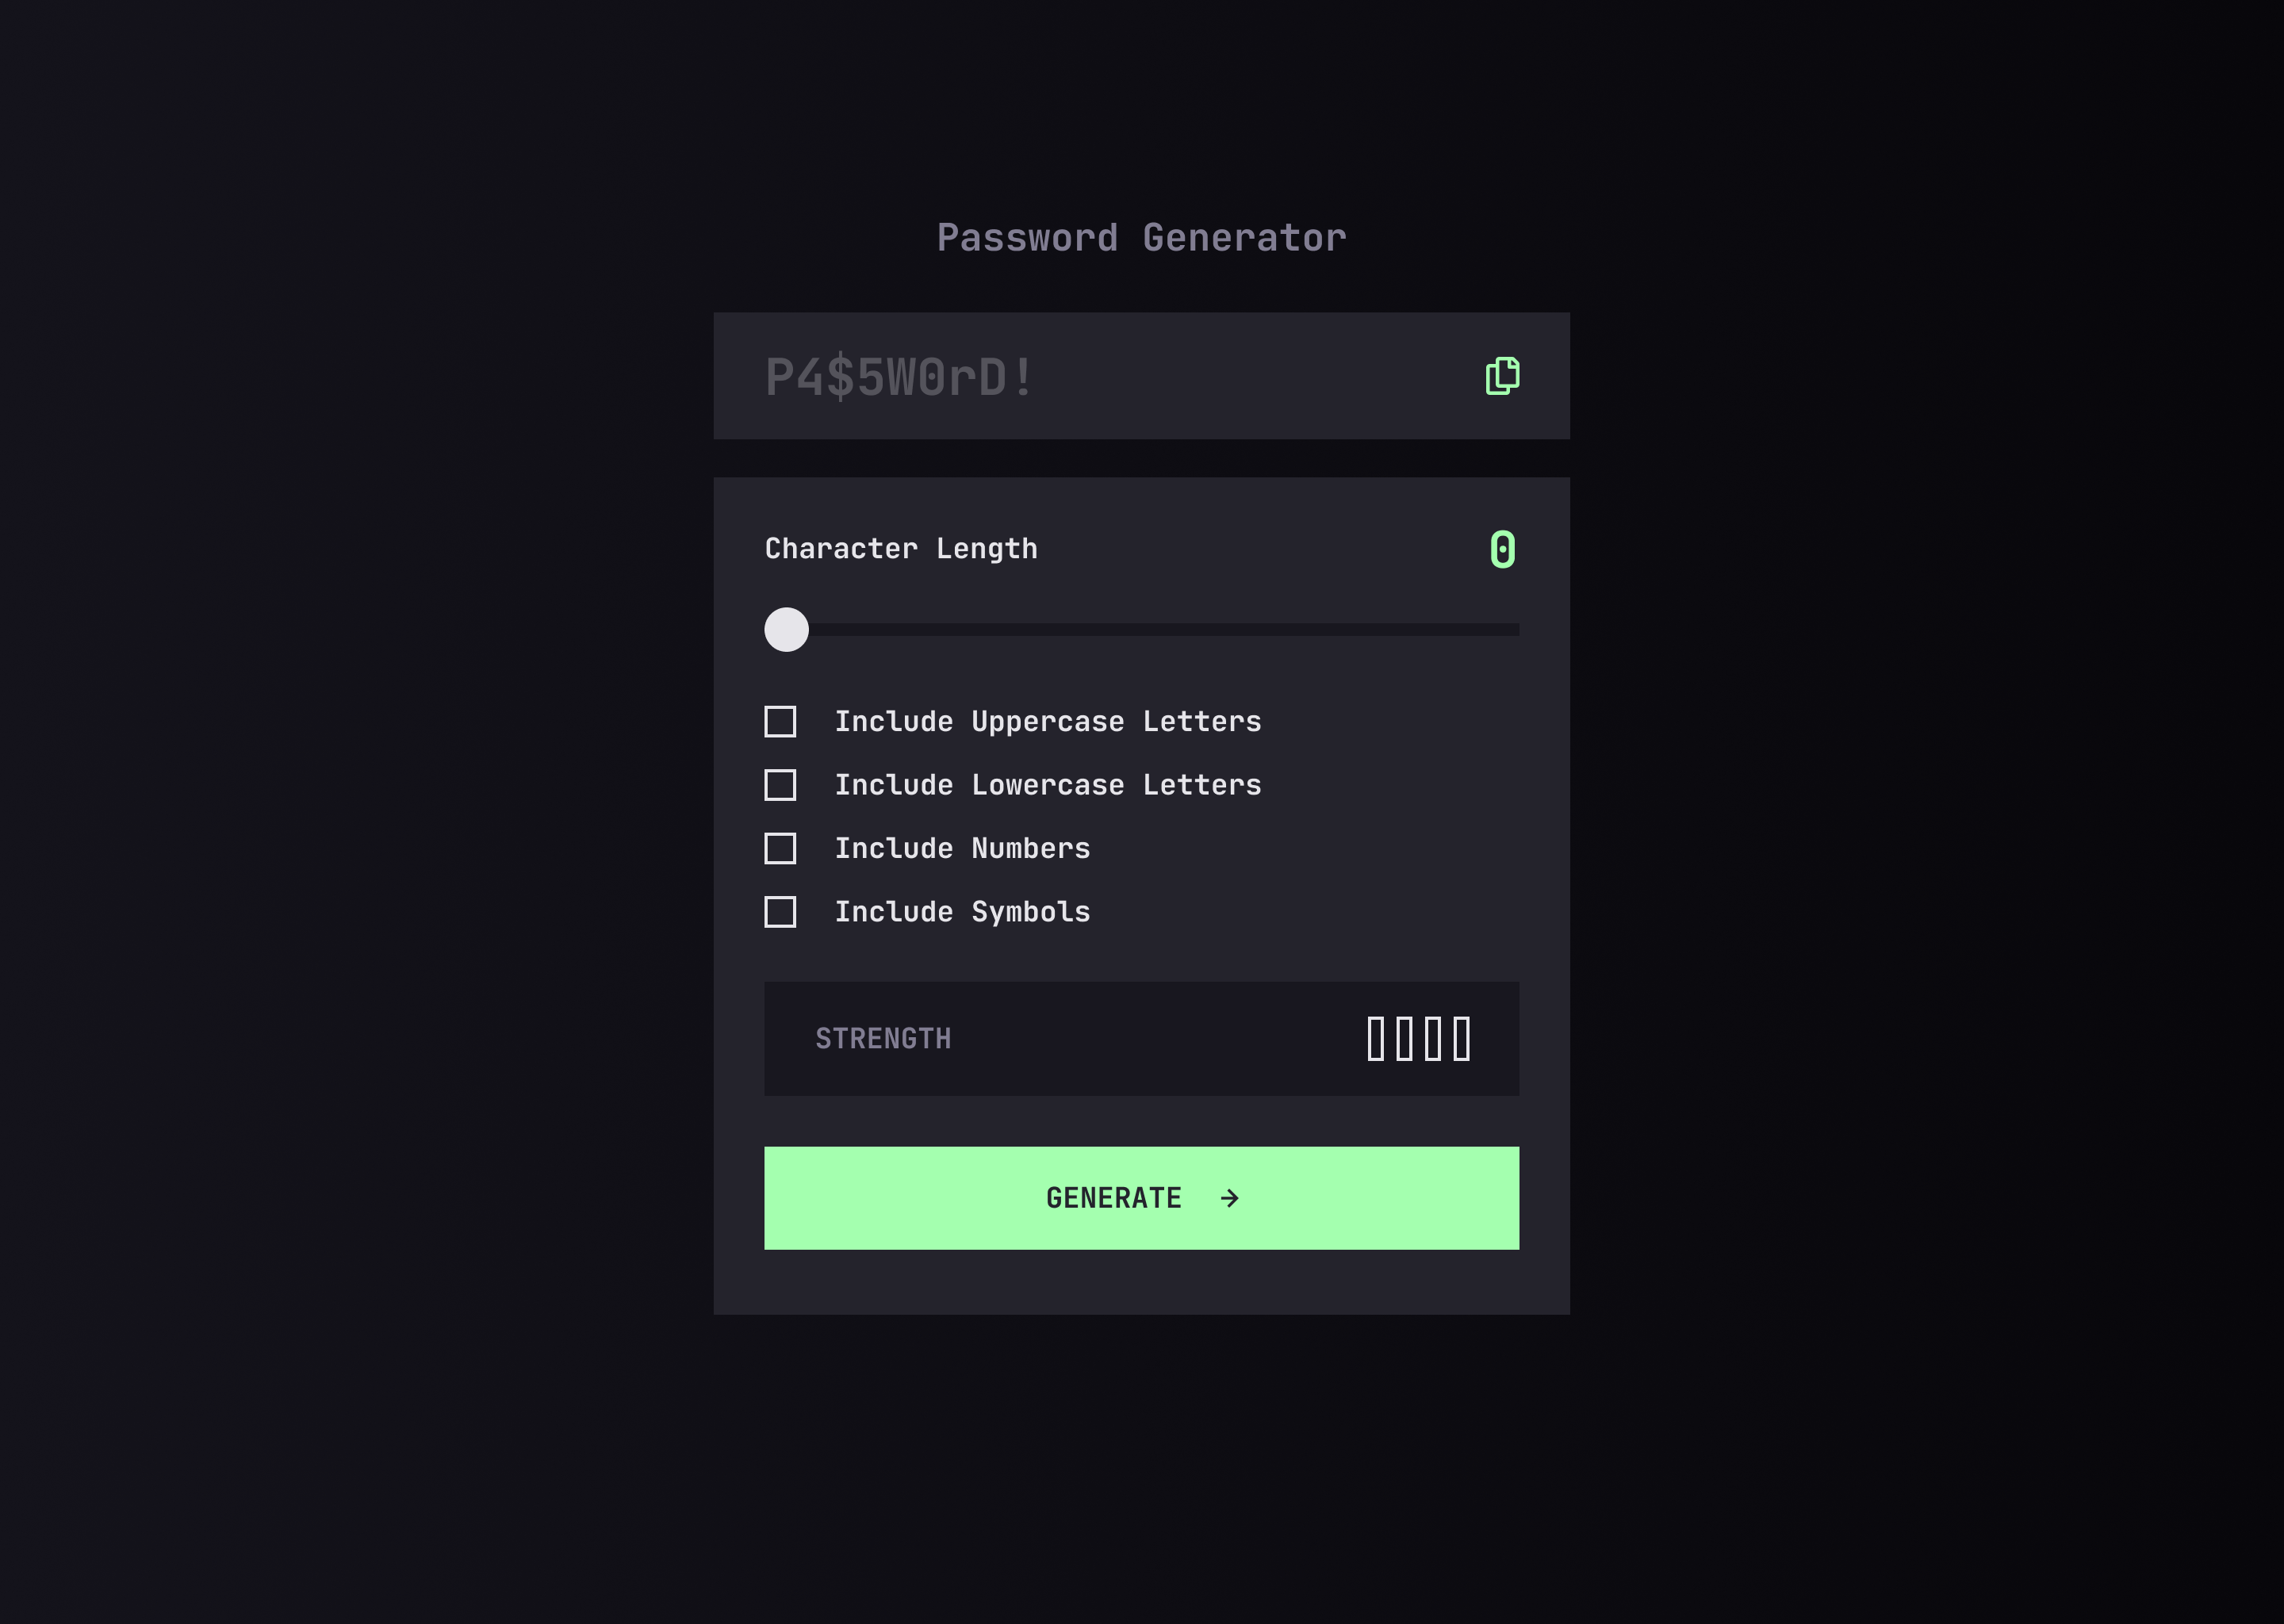 Password Generator
P4$5W0rD!
Character Length
0
Include Uppercase Letters
Include Lowercase Letters
Include Numbers
Include Symbols
STRENGTH
GENERATE →